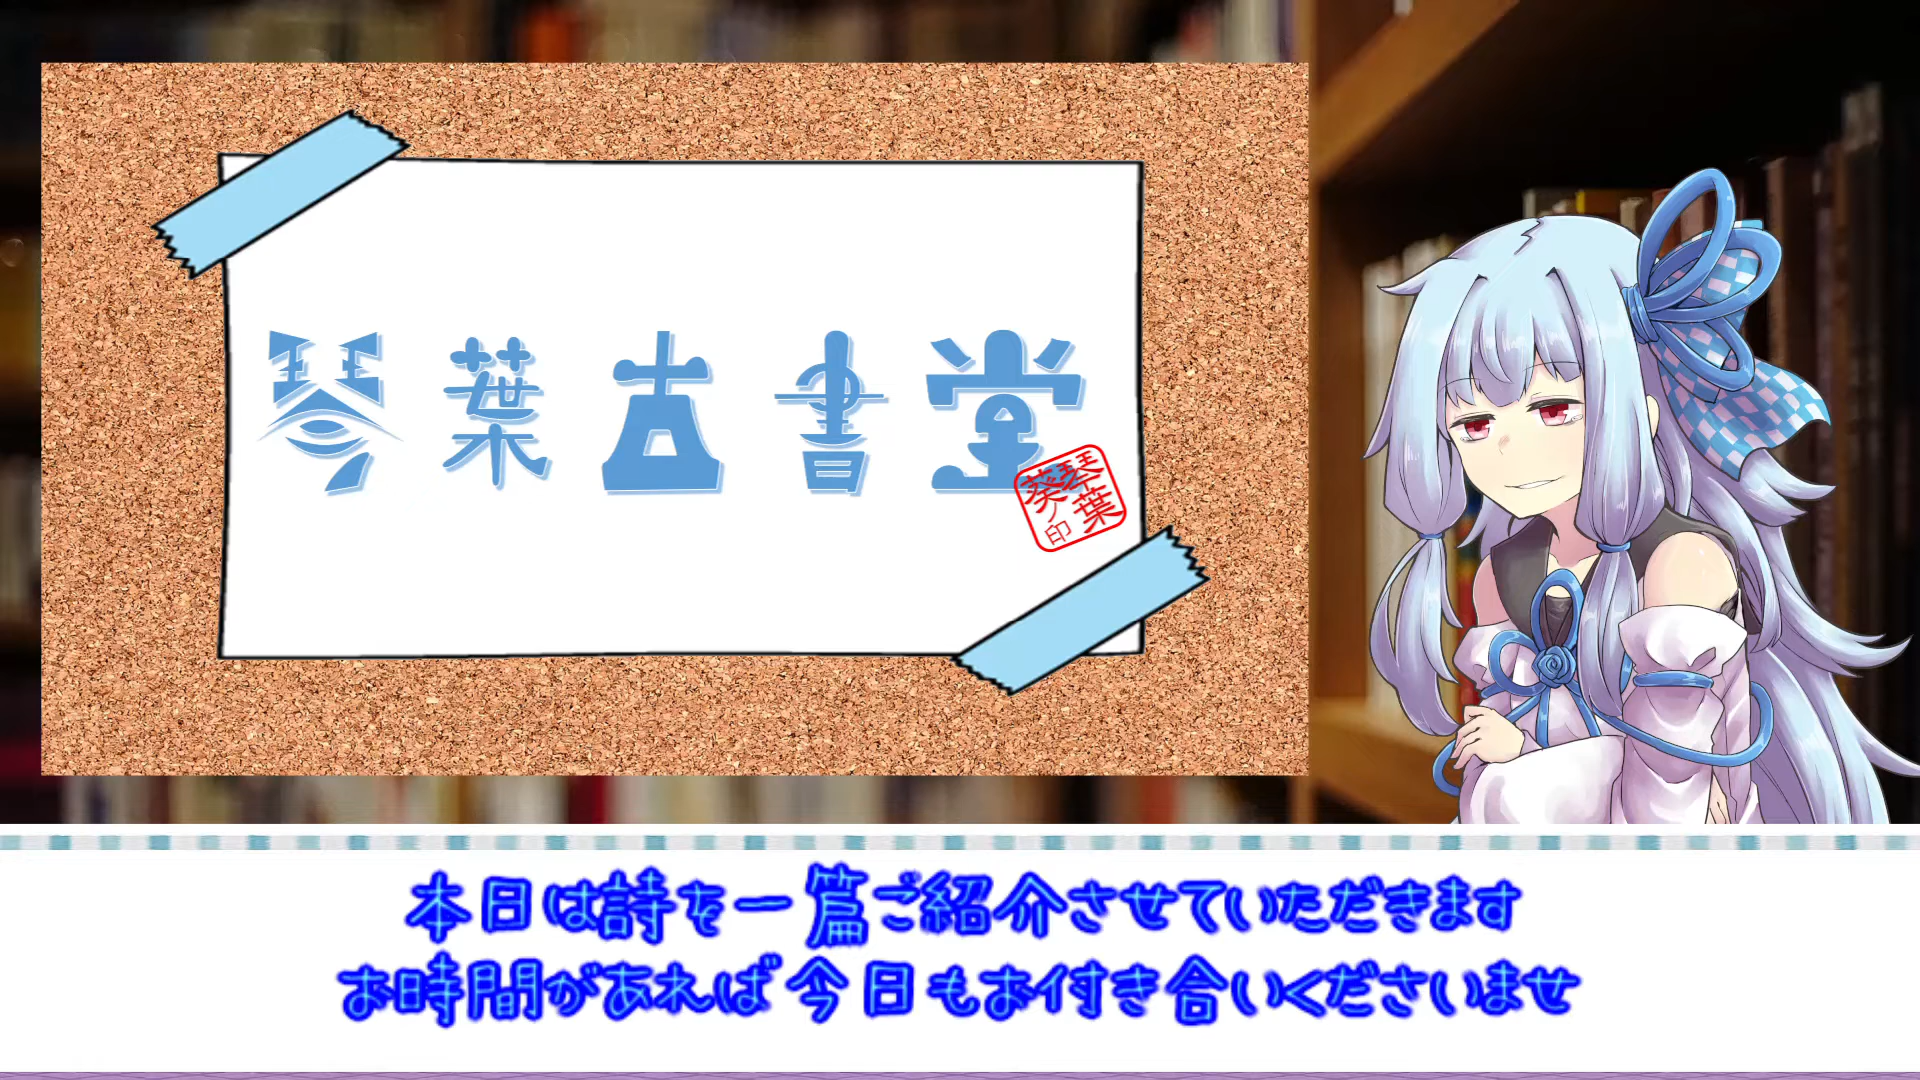 琴葉古書堂
琴葉
葵ノ印
本日は詩を一篇ご紹介させていただきます
お時間があれば今日もお付き合いくださいませ